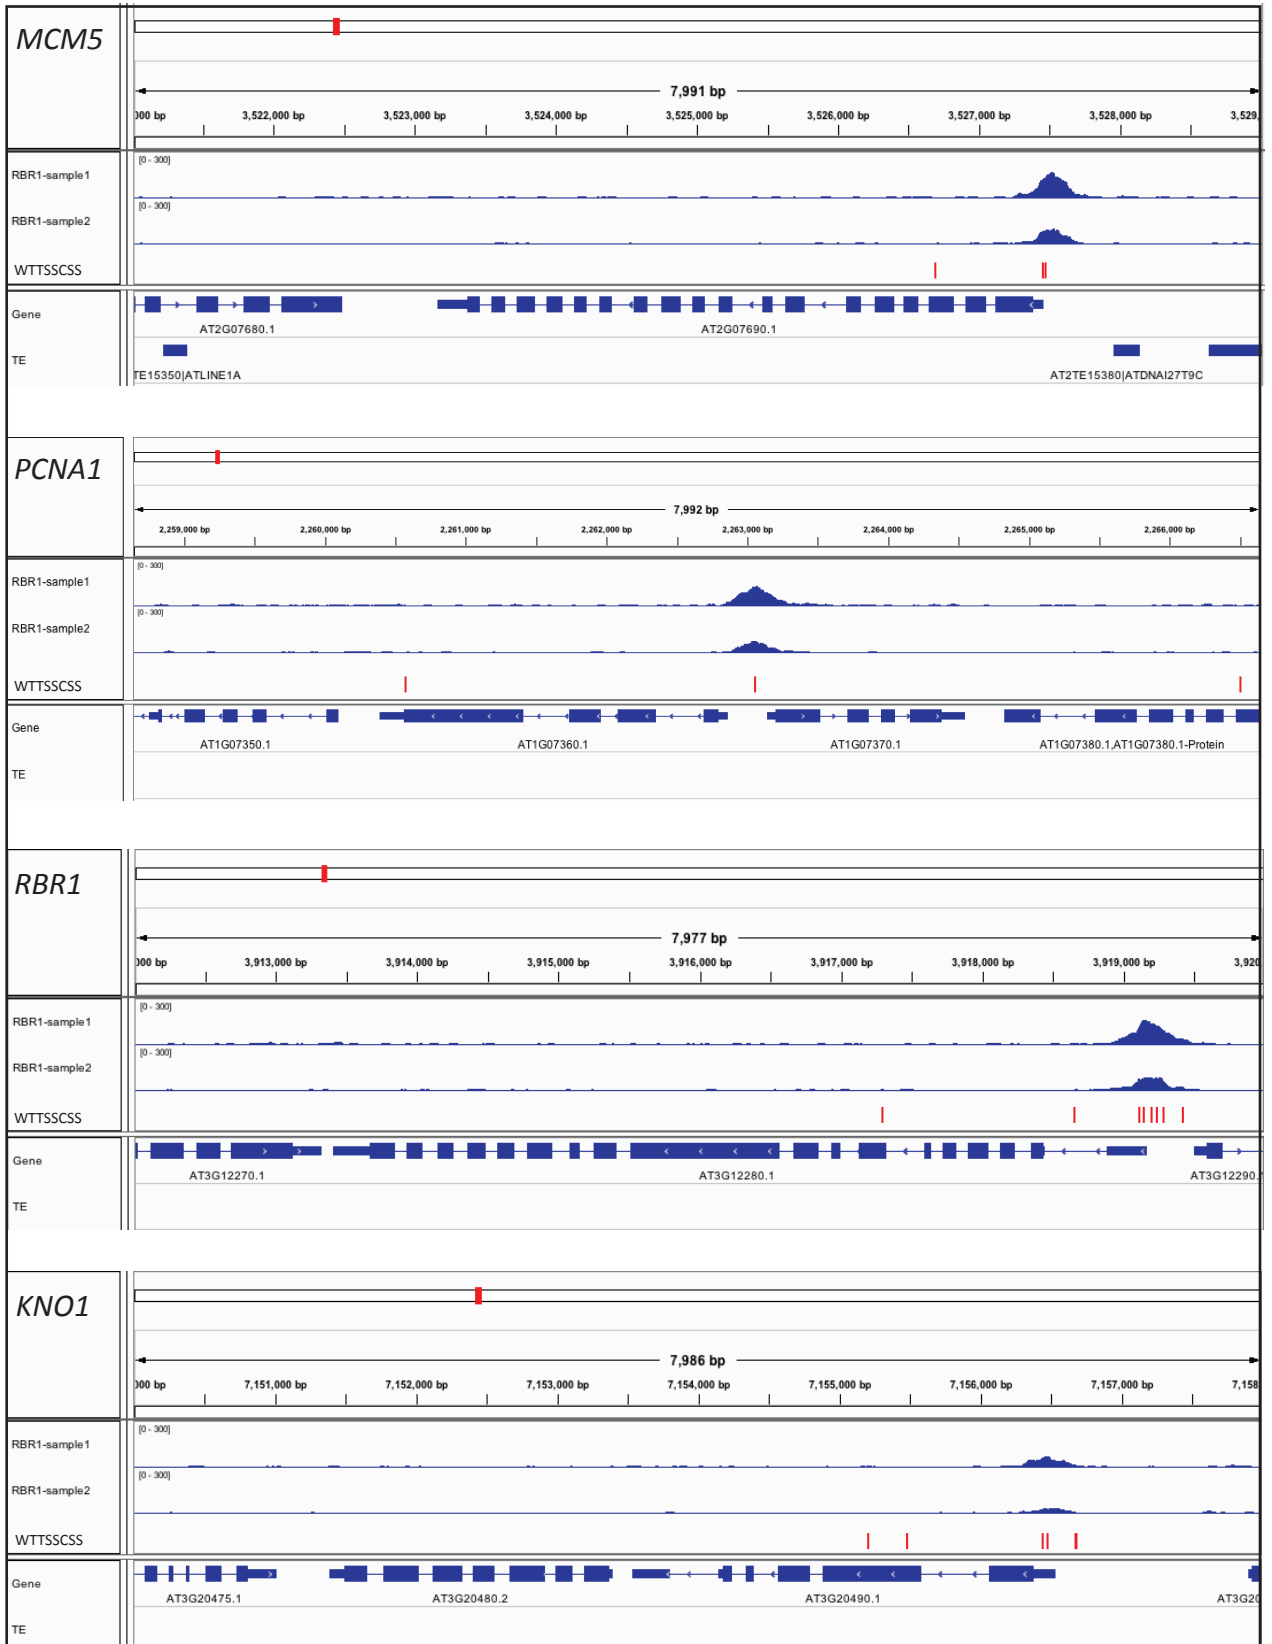 MCM5
7,991 bp
000 bp 3,522,000 bp 3,523,000 bp 3,524,000 bp 3,525,000 bp 3,526,000 bp 3,527,000 bp 3,528,000 bp 3,529,
[0 - 300]
RBR1-sample1
[0 - 300]
RBR1-sample2
WTTSSCSS
Gene
AT2G07680.1 AT2G07690.1
TE
TE15350|ATLINE1A AT2TE15380|ATDNAI27T9C
PCNA1
7,992 bp
2,259,000 bp 2,260,000 bp 2,261,000 bp 2,262,000 bp 2,263,000 bp 2,264,000 bp 2,265,000 bp 2,266,000 bp
[0 - 300]
RBR1-sample1
[0 - 300]
RBR1-sample2
WTTSSCSS
Gene
AT1G07350.1 AT1G07360.1 AT1G07370.1 AT1G07380.1,AT1G07380.1-Protein
TE
RBR1
7,977 bp
000 bp 3,913,000 bp 3,914,000 bp 3,915,000 bp 3,916,000 bp 3,917,000 bp 3,918,000 bp 3,919,000 bp 3,920
[0 - 300]
RBR1-sample1
[0 - 300]
RBR1-sample2
WTTSSCSS
Gene
AT3G12270.1 AT3G12280.1 AT3G12290.1
TE
KNO1
7,986 bp
000 bp 7,151,000 bp 7,152,000 bp 7,153,000 bp 7,154,000 bp 7,155,000 bp 7,156,000 bp 7,157,000 bp 7,158
[0 - 300]
RBR1-sample1
[0 - 300]
RBR1-sample2
WTTSSCSS
Gene
AT3G20475.1 AT3G20480.2 AT3G20490.1 AT3G20
TE